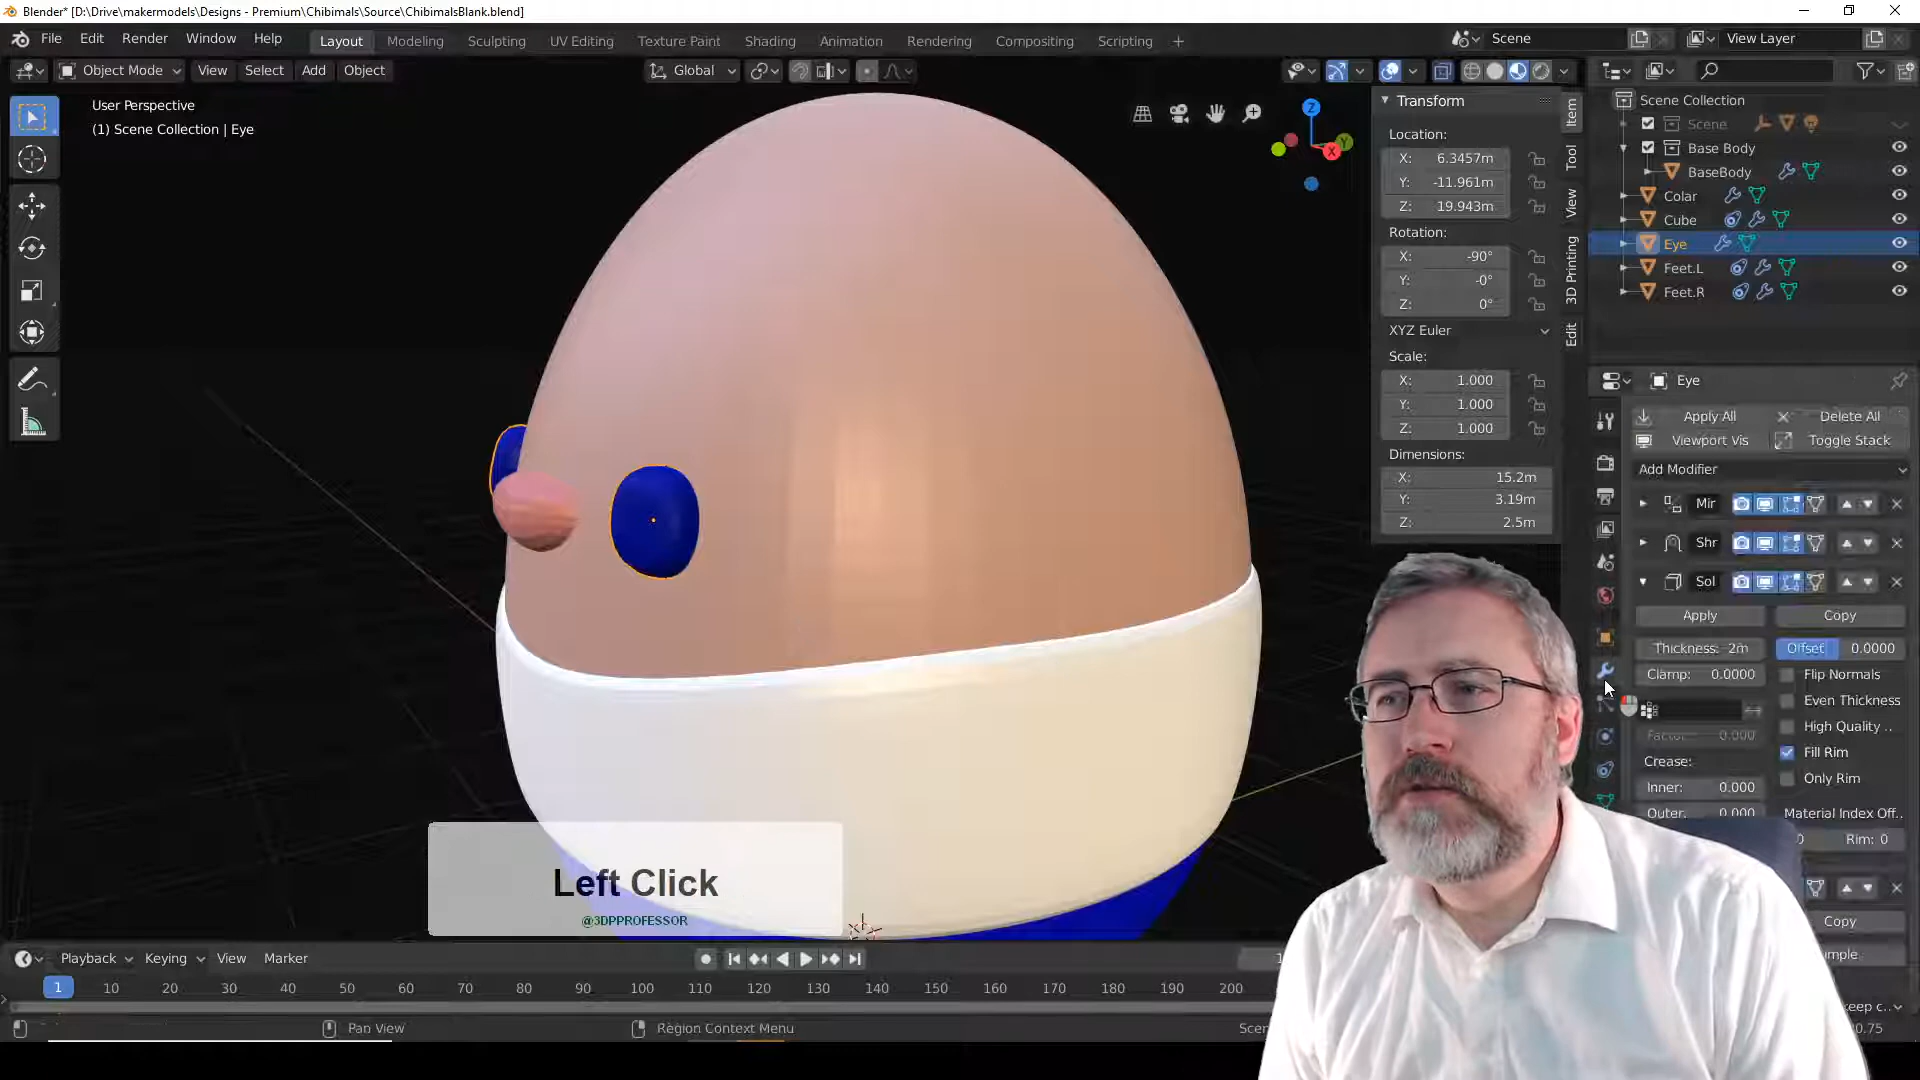 Blender* [D:\Drive\makermodels\Designs - Premium\Chibimals\Source\ChibimalsBlank.blend]
File Edit Render Window Help
Layout Modeling Sculpting UV Editing Texture Paint Shading Animation Rendering Compositing Scripting +
Scene View Layer
Object Mode View Select Add Object
Global
User Perspective
(1) Scene Collection | Eye
Z Y X
Transform
Location:
X: 6.3457m
Y: -11.961m
Z: 19.943m
Rotation:
X: -90°
Y: -0°
Z: 0°
XYZ Euler
Scale:
X: 1.000
Y: 1.000
Z: 1.000
Dimensions:
X: 15.2m
Y: 3.19m
Z: 2.5m
Item
Tool
View
3D Printing
Edit
Scene Collection
Scene
Base Body
BaseBody
Colar
Cube
Eye
Feet.L
Feet.R
Eye
Apply All Delete All
Viewport Vis Toggle Stack
Add Modifier
Mir
Shr
Sol
Apply Copy
Thickness: -2m Offset 0.0000
Clamp: 0.0000 Flip Normals
Even Thickness
High Quality ..
Factor: 0.000 Fill Rim
Crease: Only Rim
Inner: 0.000
Outer: 0.000 Material Index Off..
0 Rim: 0
Copy
Left Click
@3DPPROFESSOR
Playback Keying View Marker
1 10 20 30 40 50 60 70 80 90 100 110 120 130 140 150 160 170 180 190 200
Pan View Region Context Menu